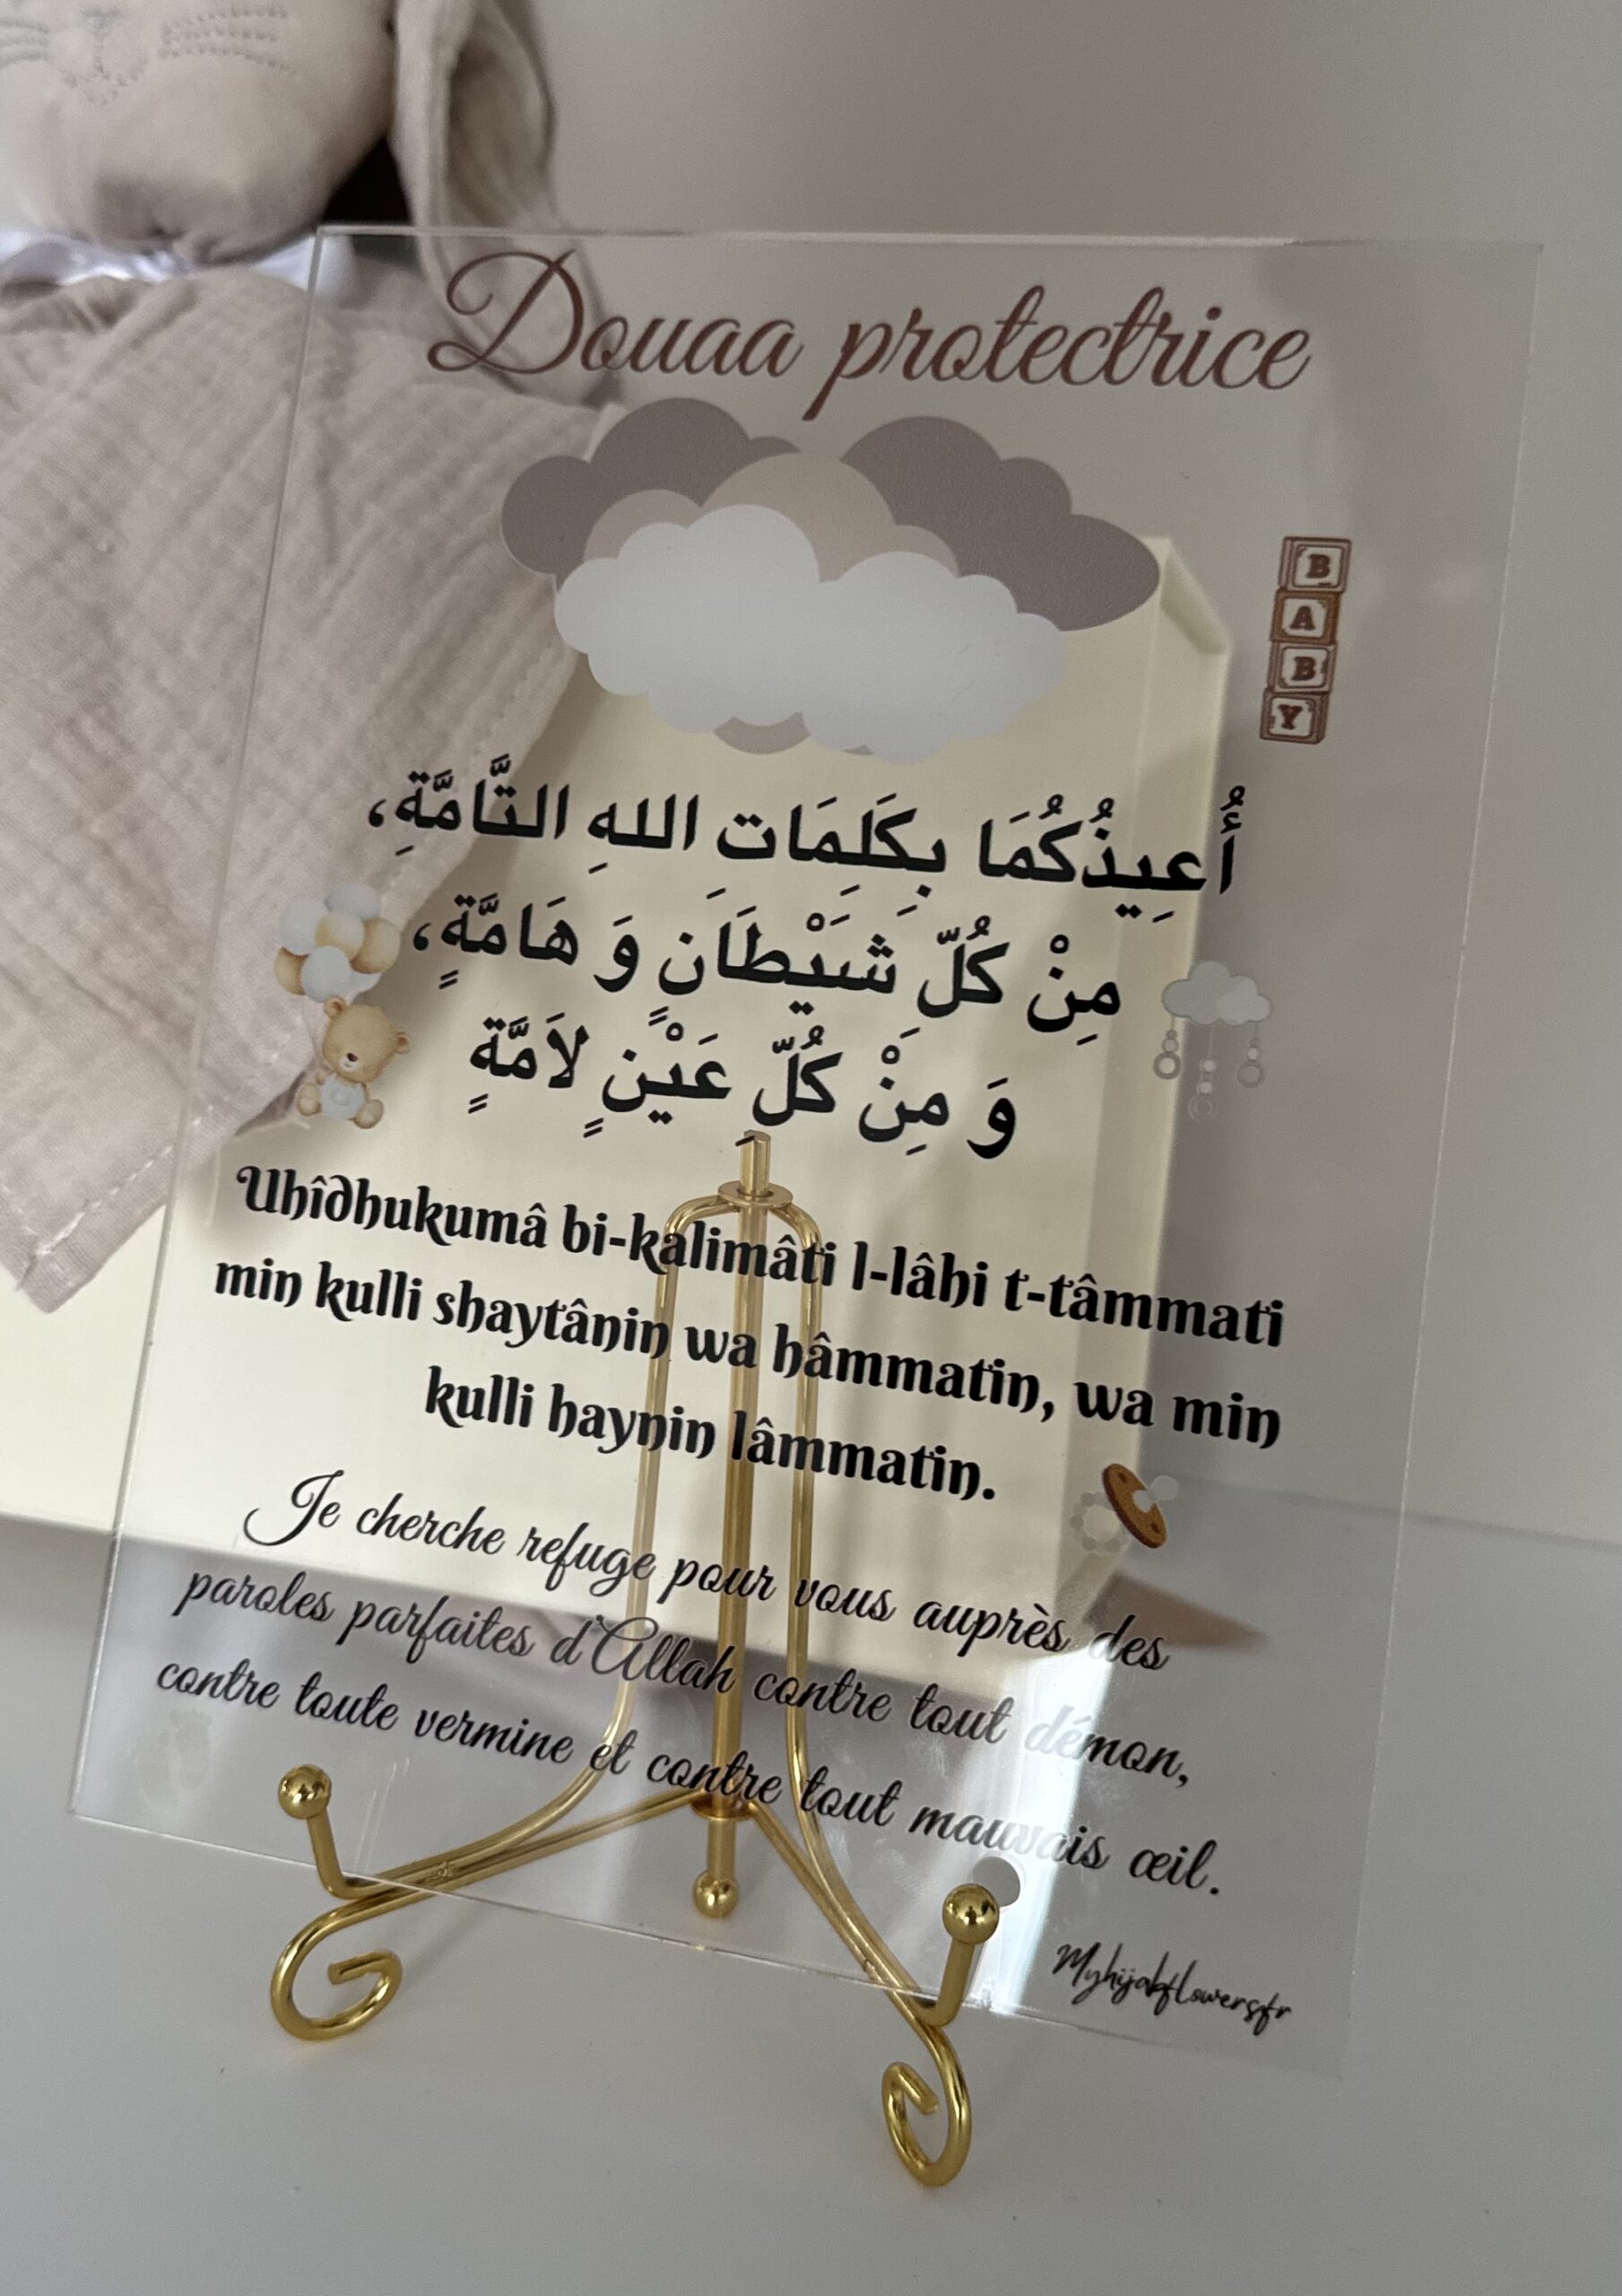 Douaa protectrice
B
A
B
Y
أُعِيذُكُمَا بِكَلِمَاتِ اللهِ التَّامَّةِ،
مِنْ كُلِّ شَيْطَانٍ وَ هَامَّةٍ،
وَ مِنْ كُلِّ عَيْنٍ لاَمَّةٍ
Uhîdhukumâ bi-kalimâti l-lâhi t-tâmmati
min kulli shaytânin wa hâmmatin, wa min
kulli haynin lâmmatin.
Je cherche refuge pour vous auprès des
paroles parfaites d'Allah contre tout démon,
contre toute vermine et contre tout mauvais œil.
Myhijabflowersfr